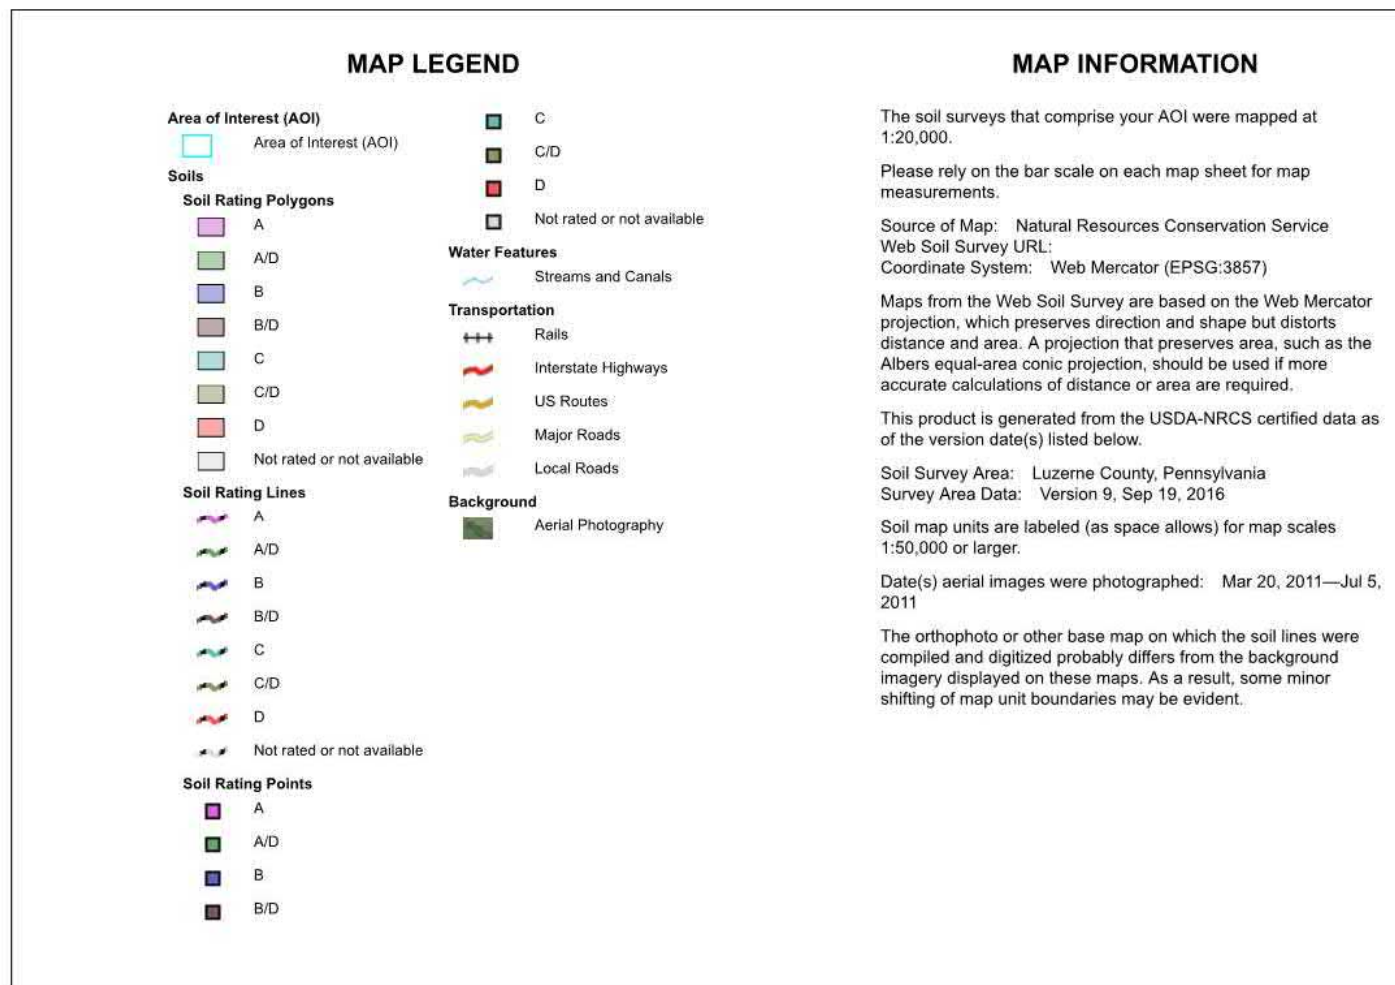 MAP LEGEND
Area of Interest (AOI)
Area of Interest (AOI)
Soils
Soil Rating Polygons
A
A/D
B
B/D
C
C/D
D
Not rated or not available
Soil Rating Lines
A
A/D
B
B/D
C
C/D
D
Not rated or not available
Soil Rating Points
A
A/D
B
B/D
C
C/D
D
Not rated or not available
Water Features
Streams and Canals
Transportation
Rails
Interstate Highways
US Routes
Major Roads
Local Roads
Background
Aerial Photography
MAP INFORMATION
The soil surveys that comprise your AOI were mapped at
1:20,000.
Please rely on the bar scale on each map sheet for map
measurements.
Source of Map: Natural Resources Conservation Service
Web Soil Survey URL:
Coordinate System: Web Mercator (EPSG:3857)
Maps from the Web Soil Survey are based on the Web Mercator
projection, which preserves direction and shape but distorts
distance and area. A projection that preserves area, such as the
Albers equal-area conic projection, should be used if more
accurate calculations of distance or area are required.
This product is generated from the USDA-NRCS certified data as
of the version date(s) listed below.
Soil Survey Area: Luzerne County, Pennsylvania
Survey Area Data: Version 9, Sep 19, 2016
Soil map units are labeled (as space allows) for map scales
1:50,000 or larger.
Date(s) aerial images were photographed: Mar 20, 2011—Jul 5,
2011
The orthophoto or other base map on which the soil lines were
compiled and digitized probably differs from the background
imagery displayed on these maps. As a result, some minor
shifting of map unit boundaries may be evident.